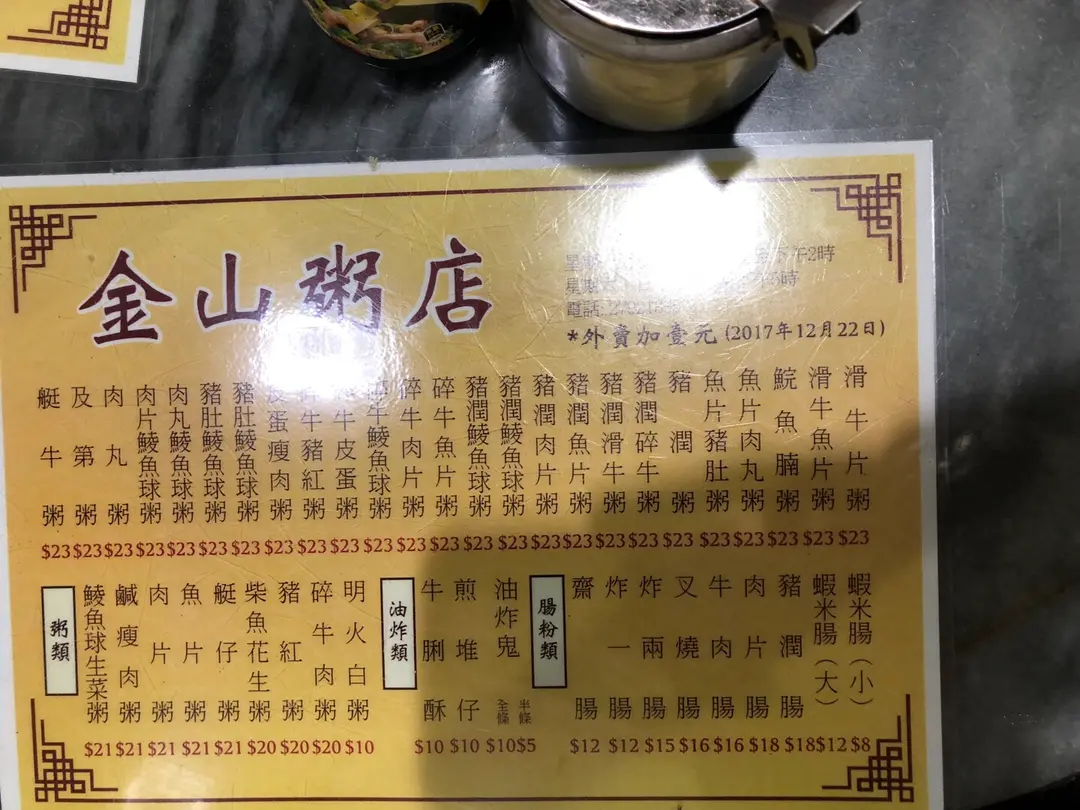 金山粥店
下午2時
時
電話
*外賣加壹元 (2017年12月22日)
艇牛粥
及第粥
肉丸粥
肉片鯪魚球粥
肉丸鯪魚球粥
豬肚鯪魚球粥
豬肚鯪魚球粥
皮蛋瘦肉粥
碎牛豬紅粥
碎牛皮蛋粥
碎牛鯪魚球粥
碎牛肉片粥
碎牛魚片粥
豬潤鯪魚球粥
豬潤鯪魚球粥
豬潤肉片粥
豬潤魚片粥
豬潤滑牛粥
豬潤碎牛粥
豬潤粥
魚片豬肚粥
魚片肉丸粥
鯇魚腩粥
滑牛魚片粥
滑牛片粥
$23 $23 $23 $23 $23 $23 $23 $23 $23 $23 $23 $23 $23 $23 $23 $23 $23 $23 $23 $23 $23 $23 $23 $23 $23
粥類
鯪魚球生菜粥
鹹瘦肉粥
肉片粥
魚片粥
艇仔粥
柴魚花生粥
豬紅粥
碎牛肉粥
明火白粥
$21 $21 $21 $21 $21 $20 $20 $20 $10
油炸類
牛脷酥
煎堆仔
油炸鬼
全條 半條
$10 $10 $10 $5
腸粉類
齋腸
炸一腸
炸兩腸
叉燒腸
牛肉腸
肉片腸
豬潤腸
蝦米腸(大)
蝦米腸(小)
$12 $12 $15 $16 $16 $18 $18 $12 $8